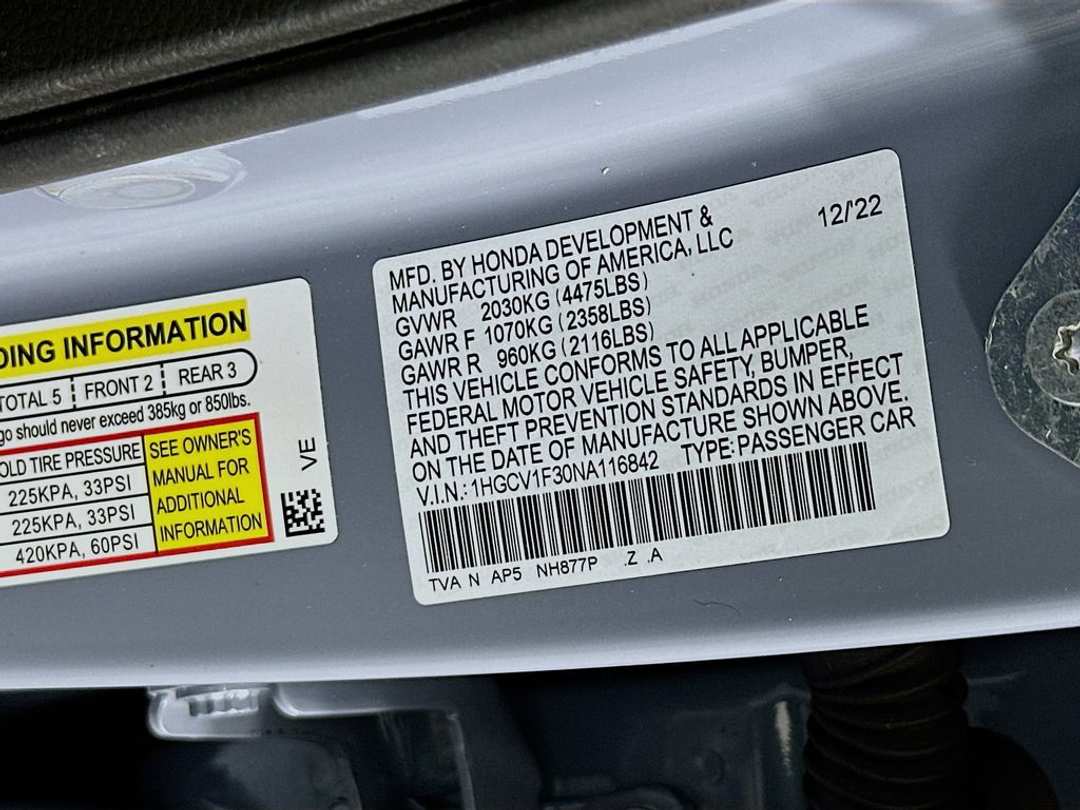 DING INFORMATION
TOTAL 5 FRONT 2 REAR 3
go should never exceed 385kg or 850lbs.
OLD TIRE PRESSURE
225KPA, 33PSI
225KPA, 33PSI
420KPA, 60PSI
SEE OWNER'S
MANUAL FOR
ADDITIONAL
INFORMATION
VE
MFD. BY HONDA DEVELOPMENT &
MANUFACTURING OF AMERICA, LLC
12/'22
GVWR 2030KG (4475LBS)
GAWR F 1070KG (2358LBS)
GAWR R 960KG (2116LBS)
THIS VEHICLE CONFORMS TO ALL APPLICABLE
FEDERAL MOTOR VEHICLE SAFETY, BUMPER,
AND THEFT PREVENTION STANDARDS IN EFFECT
ON THE DATE OF MANUFACTURE SHOWN ABOVE.
V.I.N.: 1HGCV1F30NA116842 TYPE: PASSENGER CAR
TVA N AP5 NH877P .Z .A